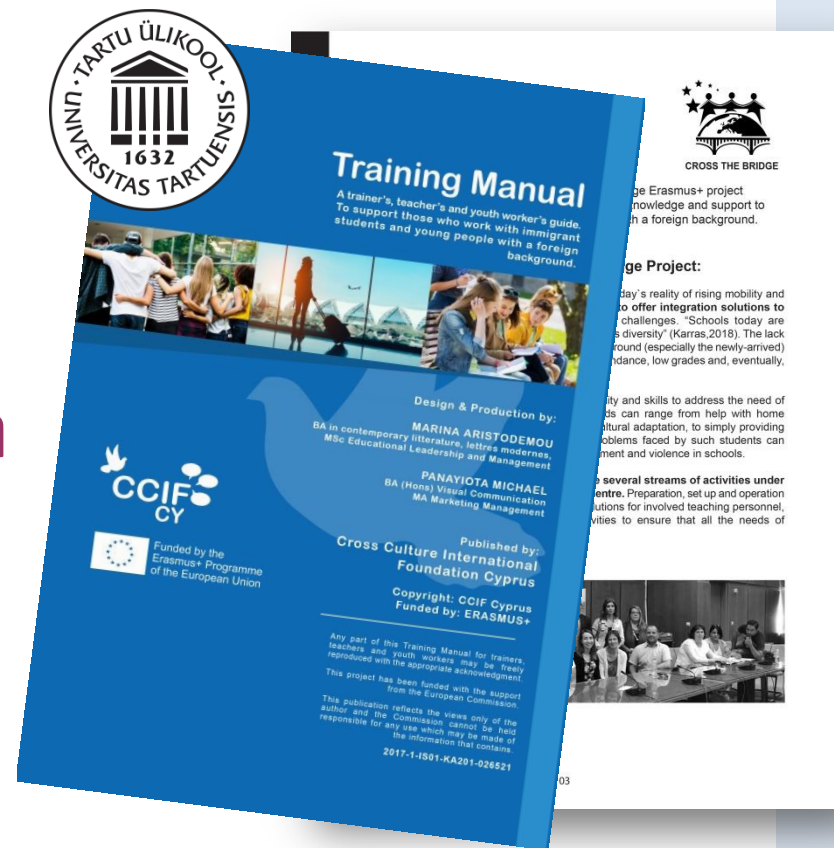 TARTU ÜLIKOOL
UNIVERSITAS TARTUENSIS
1632
Training Manual
A trainer's, teacher's and youth worker's guide.
To support those who work with immigrant
students and young people with a foreign
background.
Design & Production by:
MARINA ARISTODEMOU
BA in contemporary litterature, lettres modernes,
MSc Educational Leadership and Management
PANAYIOTA MICHAEL
BA (Hons) Visual Communication
MA Marketing Management
CCIF
CY
Funded by the
Erasmus+ Programme
of the European Union
Published by:
Cross Culture International
Foundation Cyprus
Copyright: CCIF Cyprus
Funded by: ERASMUS+
Any part of this Training Manual for trainers,
teachers and youth workers may be freely
reproduced with the appropriate acknowledgment.
This project has been funded with the support
from the European Commission.
This publication reflects the views only of the
author and the Commission cannot be held
responsible for any use which may be made of
the information that contains.
2017-1-IS01-KA201-026521
CROSS THE BRIDGE
ge Erasmus+ project
nowledge and support to
h a foreign background.
ge Project:
day`s reality of rising mobility and
to offer integration solutions to
challenges. “Schools today are
s diversity” (Karras,2018). The lack
round (especially the newly-arrived)
ndance, low grades and, eventually,
ity and skills to address the need of
ds can range from help with home
ltural adaptation, to simply providing
oblems faced by such students can
ment and violence in schools.
several streams of activities under
entre. Preparation, set up and operation
lutions for involved teaching personnel,
vities to ensure that all the needs of
03